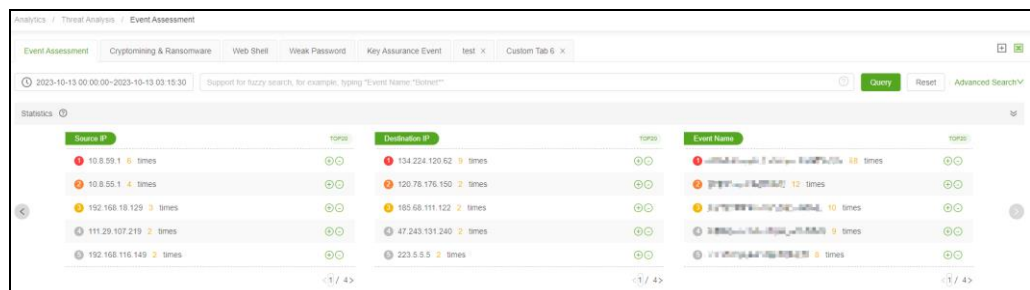 Analytics / Threat Analysis / Event Assessment
Event Assessment Cryptomining & Ransomware Web Shell Weak Password Key Assurance Event test × Custom Tab 6 ×
2023-10-13 00:00:00~2023-10-13 03:15:30 Support for fuzzy search, for example, typing "Event Name:*Botnet*" Query Reset Advanced Search
Statistics
Source IP TOP20 Destination IP TOP20 Event Name TOP20
1 10.8.59.1 6 times 1 134.224.120.62 9 times 1 48 times
2 10.8.55.1 4 times 2 120.78.176.150 2 times 2 12 times
3 192.168.18.129 3 times 3 185.68.111.122 2 times 3 10 times
4 111.29.107.219 2 times 4 47.243.131.240 2 times 4 9 times
5 192.168.116.149 2 times 5 223.5.5.5 2 times 5 8 times
<1 / 4> <1 / 4> <1 / 4>